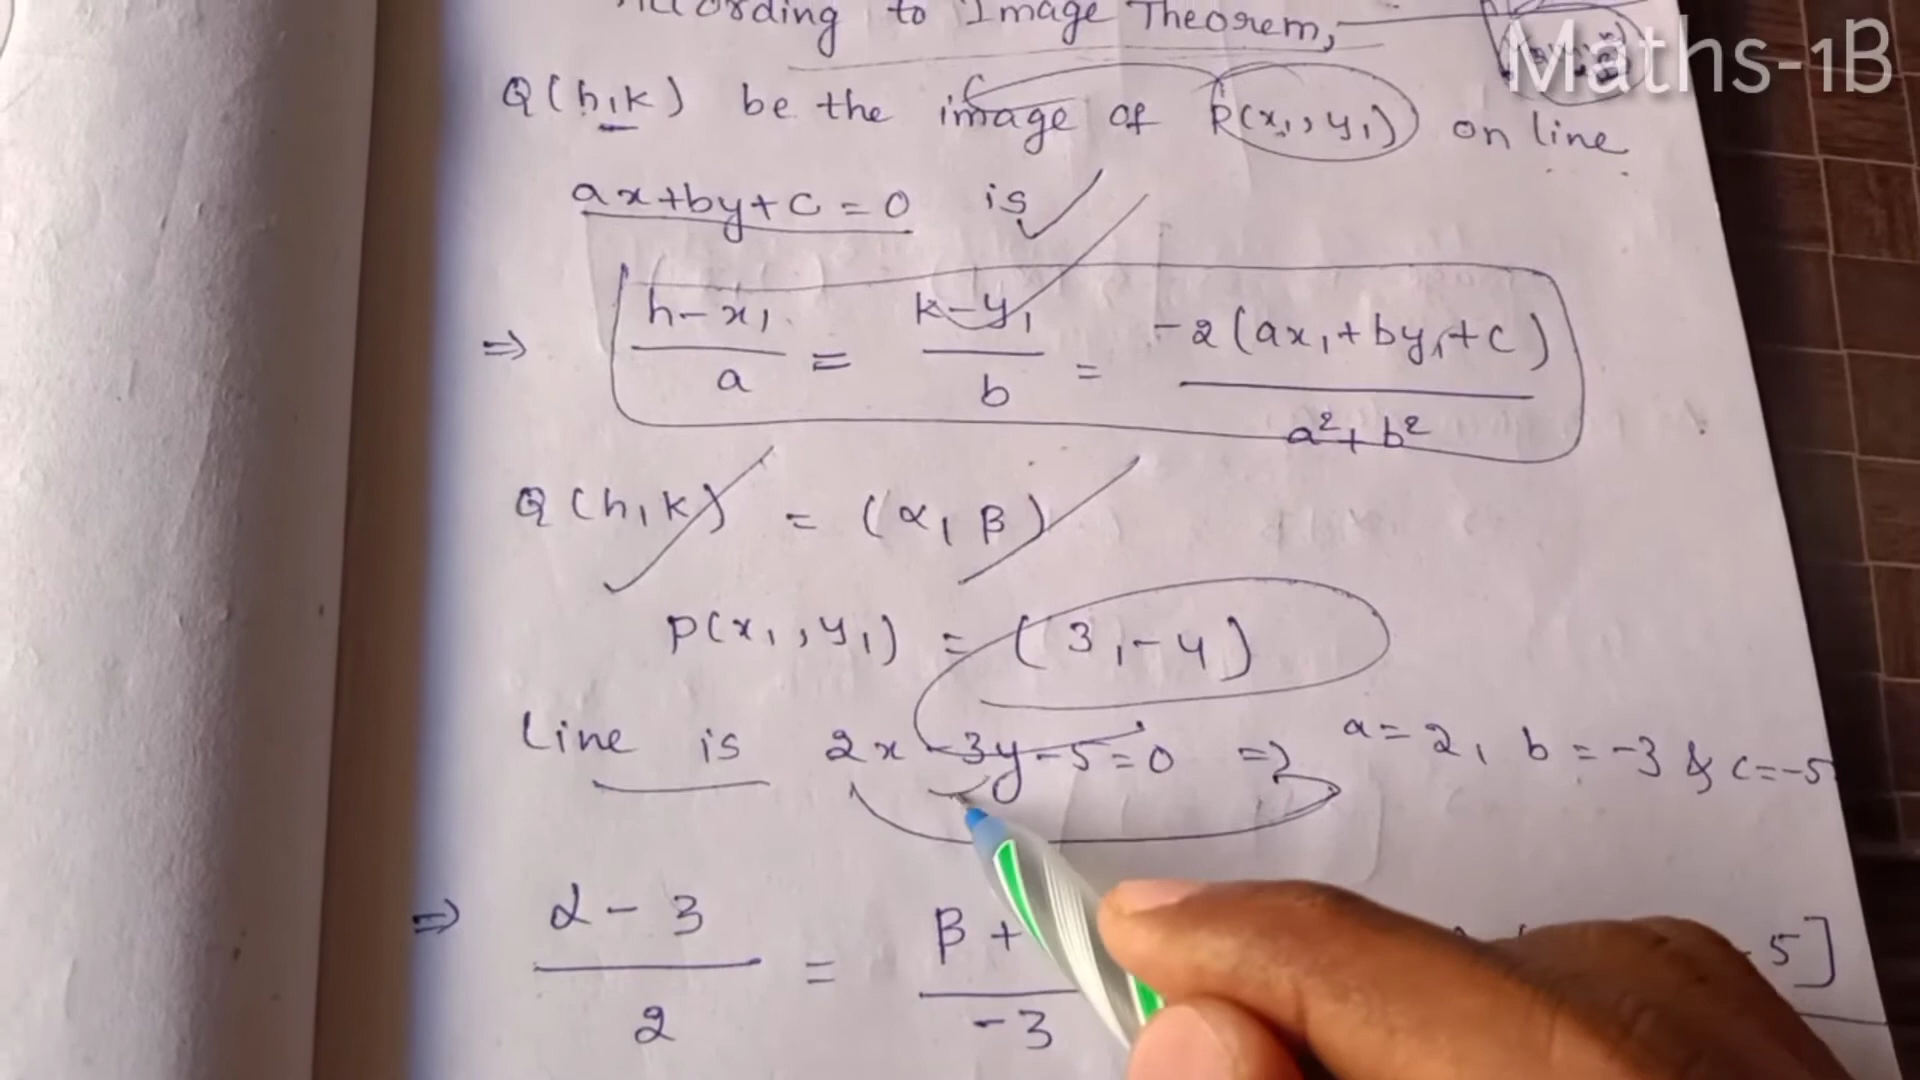 According to Image Theorem,
Maths-1B
Q(h,k) be the image of P(x₁, y₁) on line
ax+by+c=0 is
⇒ h-x₁/a = k-y₁/b = -2(ax₁+by₁+c)/a²+b²
Q(h,k) = (α, β)
P(x₁, y₁) = (3,-4)
Line is 2x-3y-5=0 ⇒ a=2, b=-3 & c=-5
⇒ α-3/2 = β+ /-3 5]